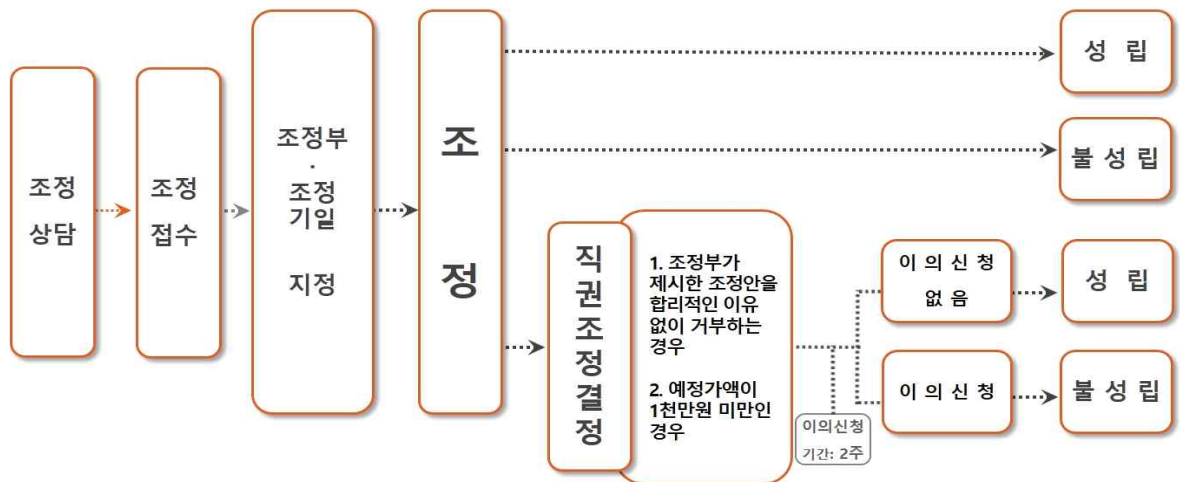 조정
상담
조정
접수
조정부
·
조정
기일
지정
조
정
성 립
불 성 립
직
권
조
정
결
정
1. 조정부가
제시한 조정안을
합리적인 이유
없이 거부하는
경우
2. 예정가액이
1천만원 미만인
경우
이의신청
기간: 2주
이 의 신 청
없 음
성 립
이 의 신 청
불 성 립